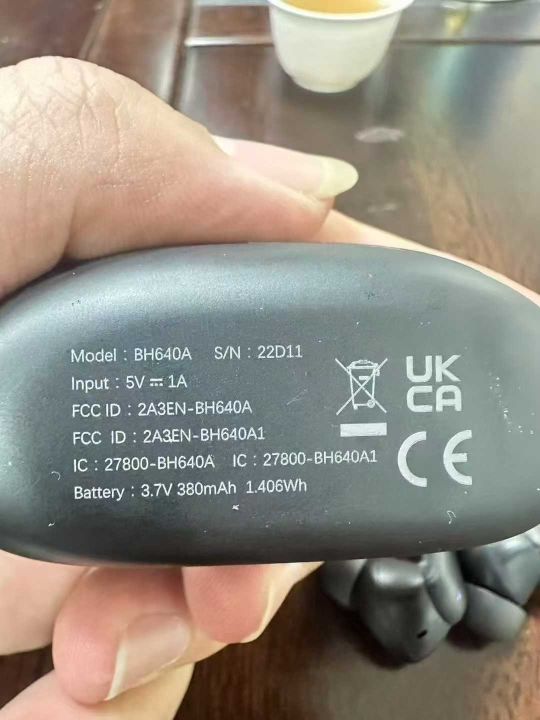 Model : BH640A S/N : 22D11
Input : 5V ⎓ 1A
FCC ID : 2A3EN-BH640A
FCC ID : 2A3EN-BH640A1
IC : 27800-BH640A IC : 27800-BH640A1
Battery : 3.7V 380mAh 1.406Wh
UK
CA
CE